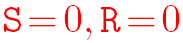 S = 0, R = 0